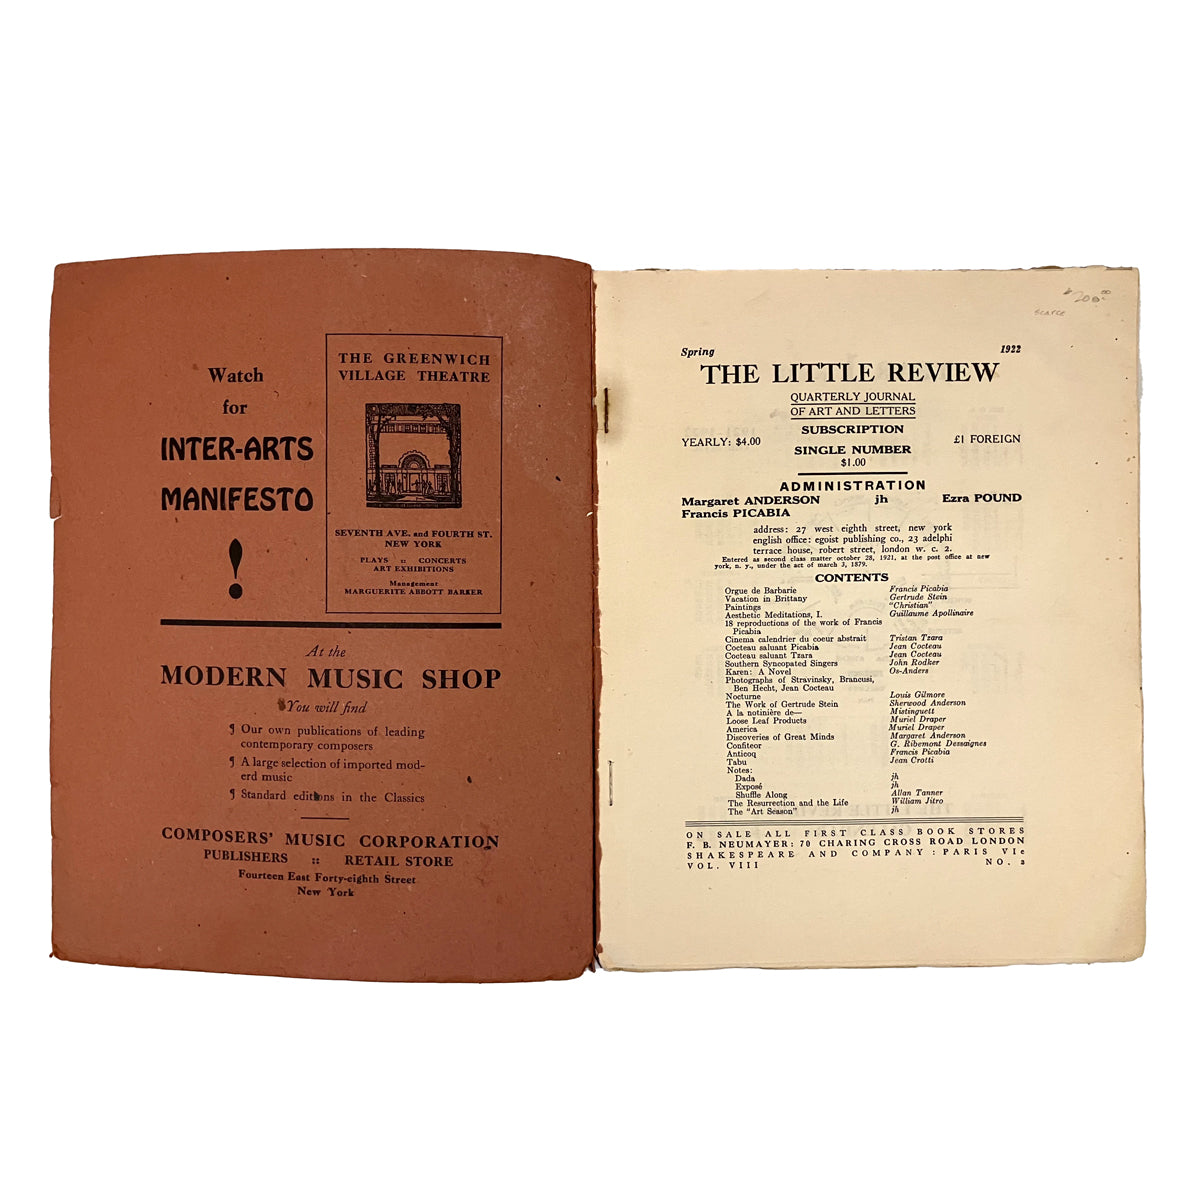 Watch
for
INTER-ARTS
MANIFESTO
!
THE GREENWICH
VILLAGE THEATRE
SEVENTH AVE. and FOURTH ST.
NEW YORK
PLAYS :: CONCERTS
ART EXHIBITIONS
Management
MARGUERITE ABBOTT BARKER
At the
MODERN MUSIC SHOP
You will find
¶ Our own publications of leading
contemporary composers
¶ A large selection of imported mod-
erd music
¶ Standard editions in the Classics
COMPOSERS' MUSIC CORPORATION
PUBLISHERS :: RETAIL STORE
Fourteen East Forty-eighth Street
New York
$200.00
SCARCE
Spring 1922
THE LITTLE REVIEW
QUARTERLY JOURNAL
OF ART AND LETTERS
SUBSCRIPTION
YEARLY: $4.00 £1 FOREIGN
SINGLE NUMBER
$1.00
ADMINISTRATION
Margaret ANDERSON jh Ezra POUND
Francis PICABIA
address: 27 west eighth street, new york
english office: egoist publishing co., 23 adelphi
terrace house, robert street, london w. c. 2.
Entered as second class matter october 28, 1921, at the post office at new
york, n. y., under the act of march 3, 1879.
CONTENTS
Orgue de Barbarie Francis Picabia
Vacation in Brittany Gertrude Stein
Paintings "Christian"
Aesthetic Meditations, I. Guillaume Apollinaire
18 reproductions of the work of Francis
Picabia
Cinema calendrier du coeur abstrait Tristan Tzara
Cocteau saluant Picabia Jean Cocteau
Cocteau saluant Tzara Jean Cocteau
Southern Syncopated Singers John Rodker
Karen: A Novel Os-Anders
Photographs of Stravinsky, Brancusi,
Ben Hecht, Jean Cocteau
Nocturne Louis Gilmore
The Work of Gertrude Stein Sherwood Anderson
A la notinière de— Mistinguett
Loose Leaf Products Muriel Draper
America Muriel Draper
Discoveries of Great Minds Margaret Anderson
Confiteor G. Ribemont Dessaignes
Anticoq Francis Picabia
Tabu Jean Crotti
Notes:
Dada jh
Exposé jh
Shuffle Along Allan Tanner
The Resurrection and the Life William Jitro
The "Art Season" jh
ON SALE ALL FIRST CLASS BOOK STORES
F. B. NEUMAYER: 70 CHARING CROSS ROAD LONDON
SHAKESPEARE AND COMPANY: PARIS VIe
VOL. VIII NO. 2